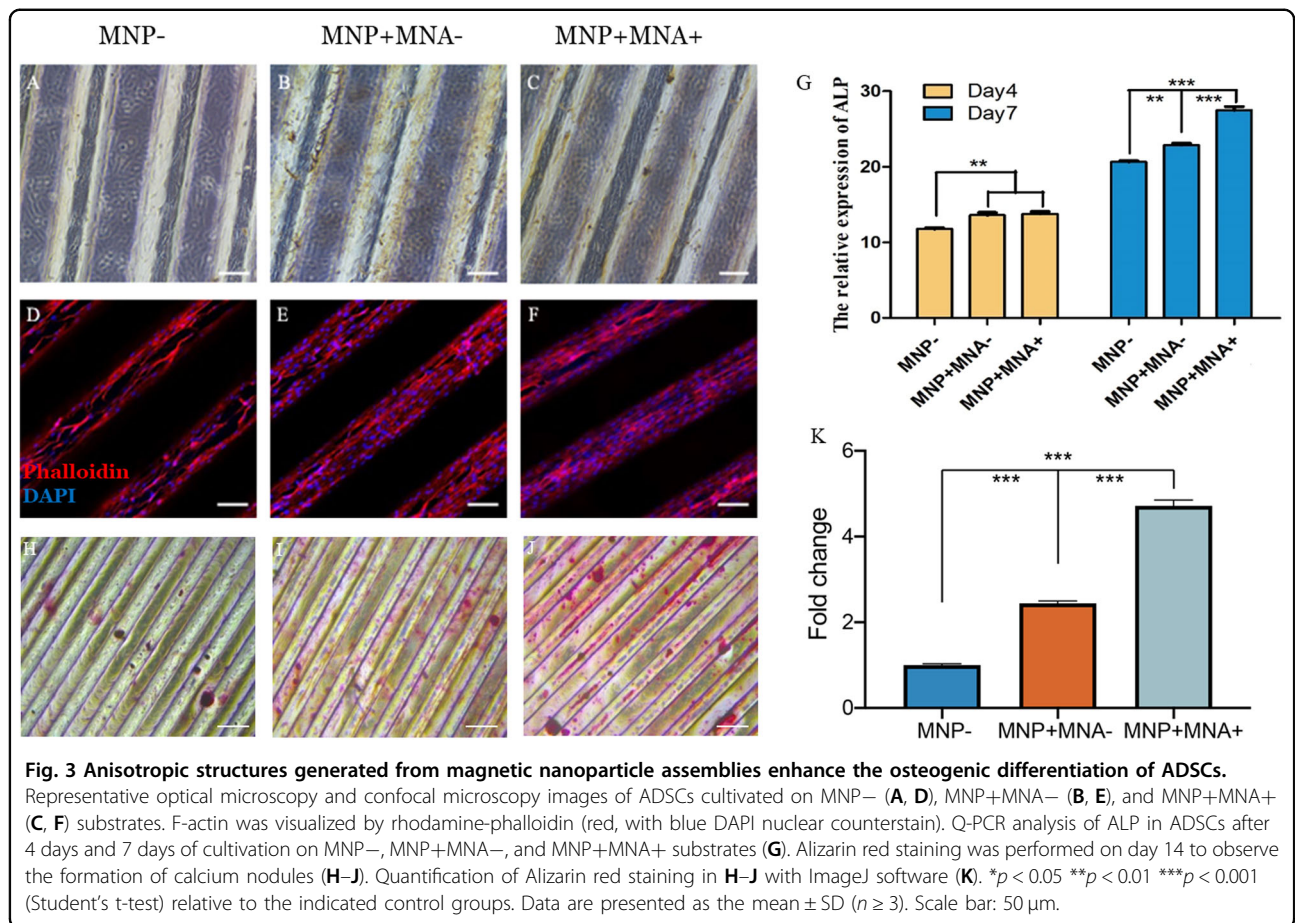 MNP- MNP+MNA- MNP+MNA+
A B C
D E F
Phalloidin
DAPI
H I J
G
The relative expression of ALP
30
20
10
0
Day4
Day7
**
***
** ***
MNP- MNP+MNA- MNP+MNA+ MNP- MNP+MNA- MNP+MNA+
K
Fold change
6
4
2
0
***
*** ***
MNP- MNP+MNA- MNP+MNA+
Fig. 3 Anisotropic structures generated from magnetic nanoparticle assemblies enhance the osteogenic differentiation of ADSCs.
Representative optical microscopy and confocal microscopy images of ADSCs cultivated on MNP− (A, D), MNP+MNA− (B, E), and MNP+MNA+
(C, F) substrates. F-actin was visualized by rhodamine-phalloidin (red, with blue DAPI nuclear counterstain). Q-PCR analysis of ALP in ADSCs after
4 days and 7 days of cultivation on MNP−, MNP+MNA−, and MNP+MNA+ substrates (G). Alizarin red staining was performed on day 14 to observe
the formation of calcium nodules (H–J). Quantification of Alizarin red staining in H–J with ImageJ software (K). *p < 0.05 **p < 0.01 ***p < 0.001
(Student's t-test) relative to the indicated control groups. Data are presented as the mean ± SD (n ≥ 3). Scale bar: 50 μm.